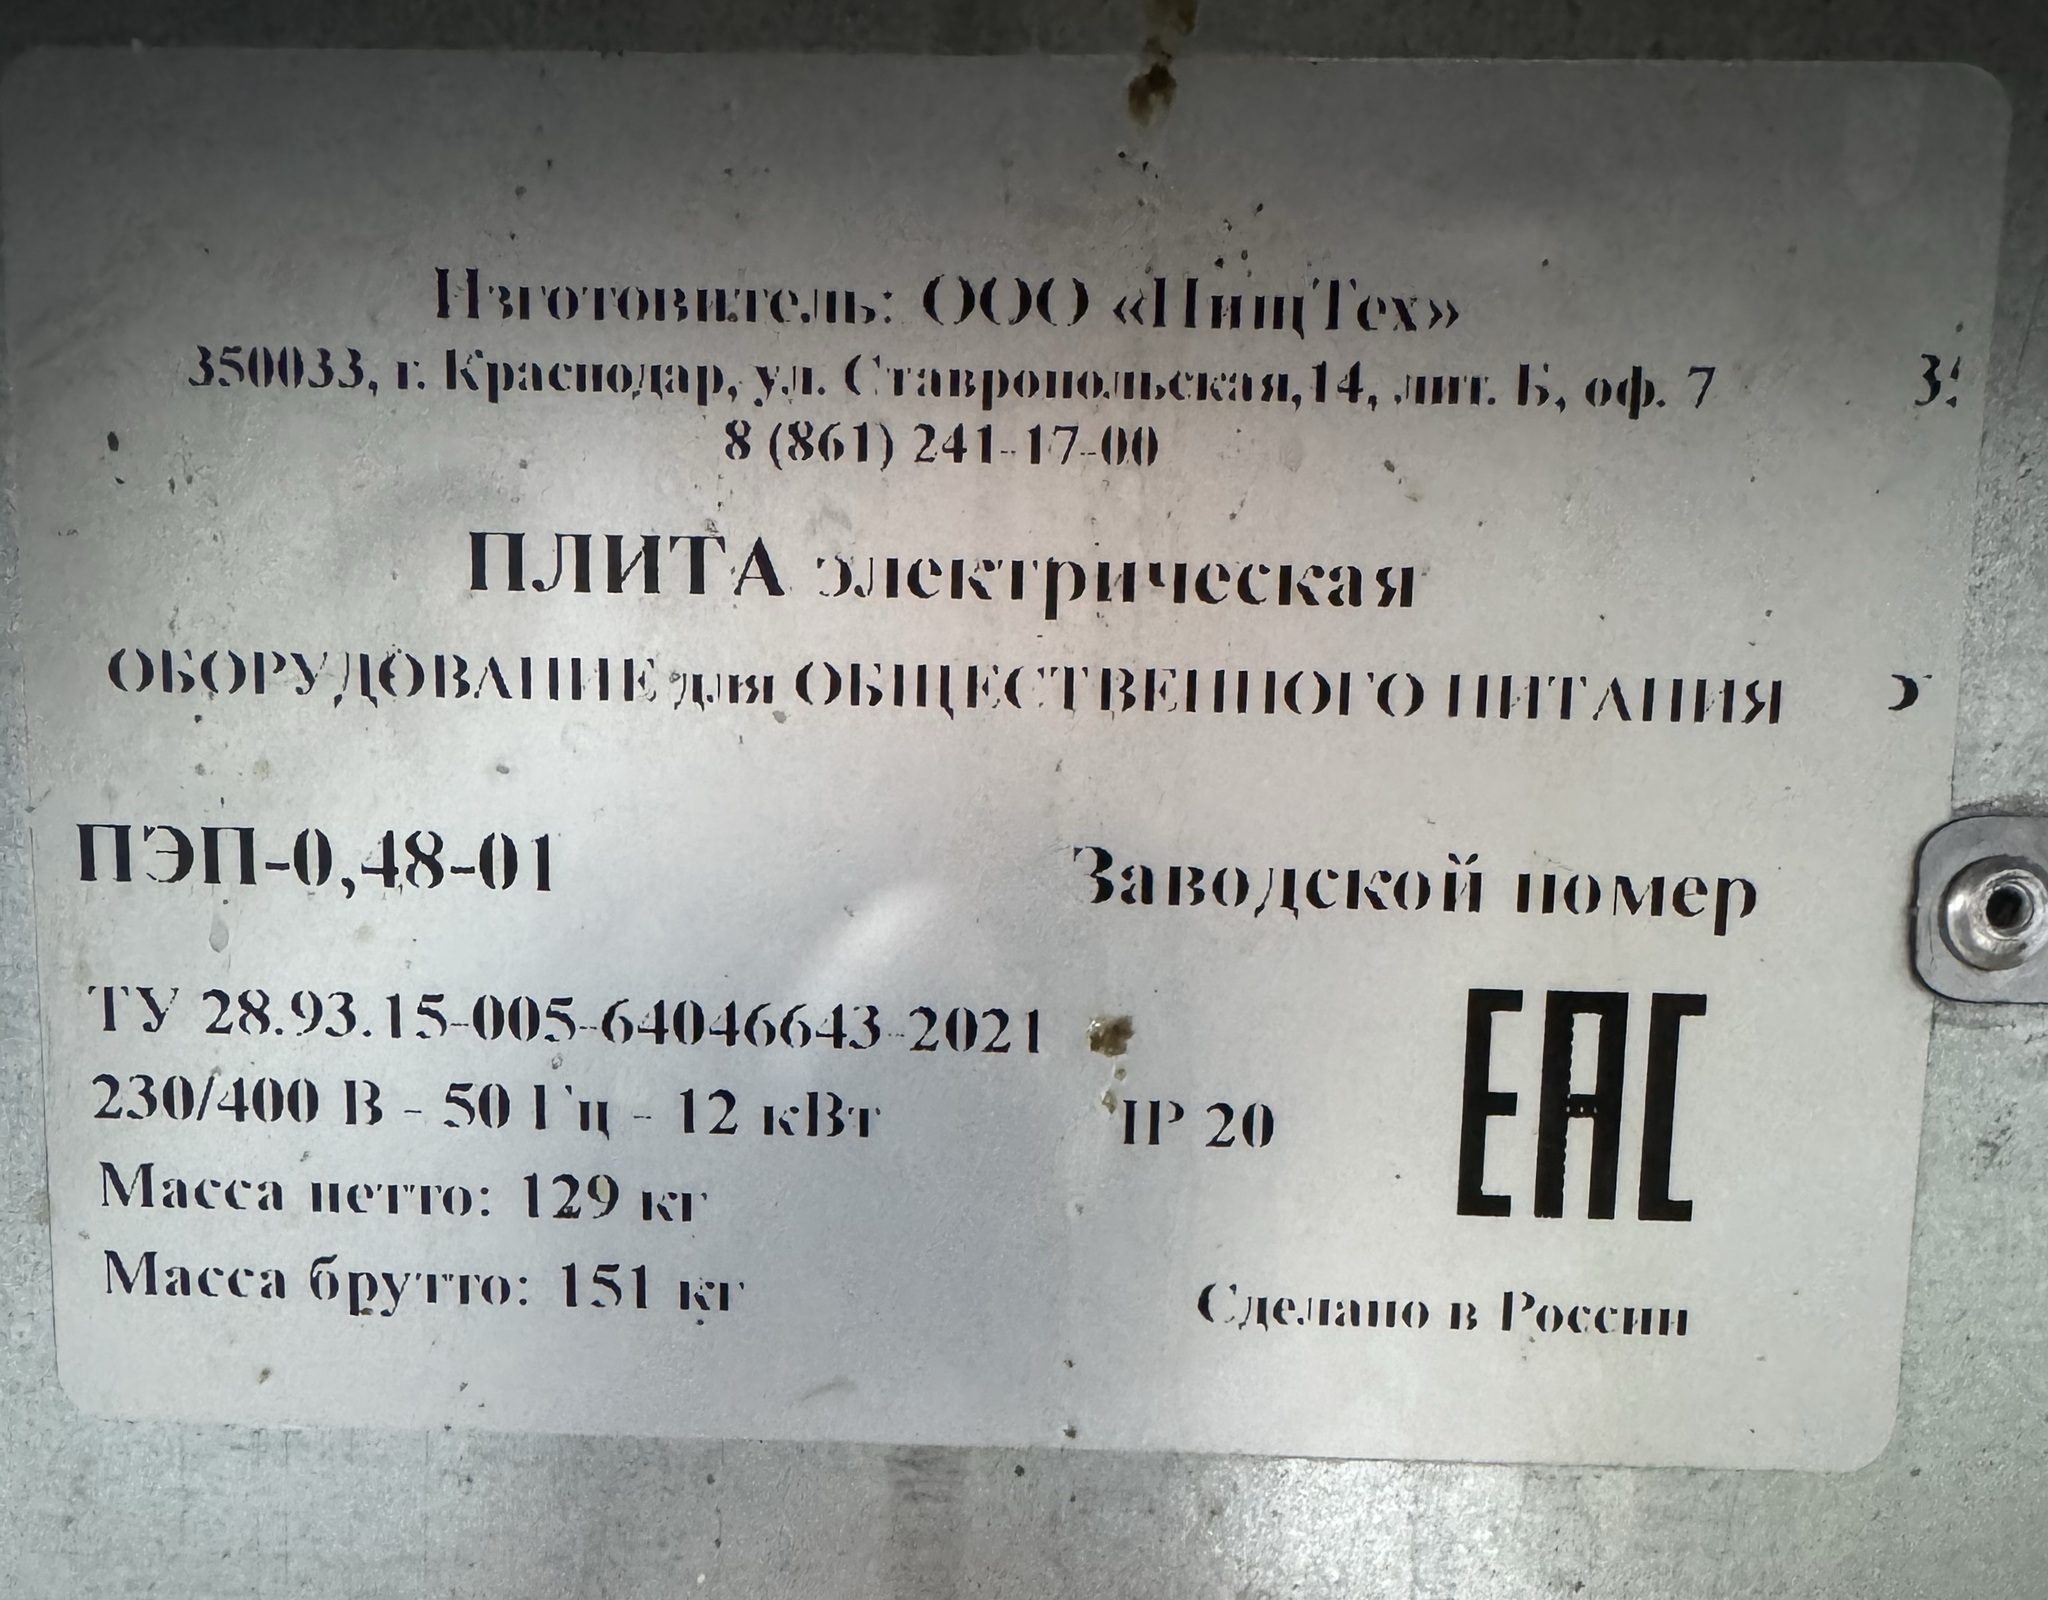 Изготовитель: ООО «ПищТех»
350033, г. Краснодар, ул. Ставропольская,14, лит. Б, оф. 7
8 (861) 241-17-00
ПЛИТА электрическая
ОБОРУДОВАНИЕ для ОБЩЕСТВЕННОГО ПИТАНИЯ
ПЭП-0,48-01
Заводской номер
ТУ 28.93.15-005-64046643-2021
230/400 В - 50 Гц - 12 кВт
IP 20
EAC
Масса нетто: 129 кг
Масса брутто: 151 кг
Сделано в России